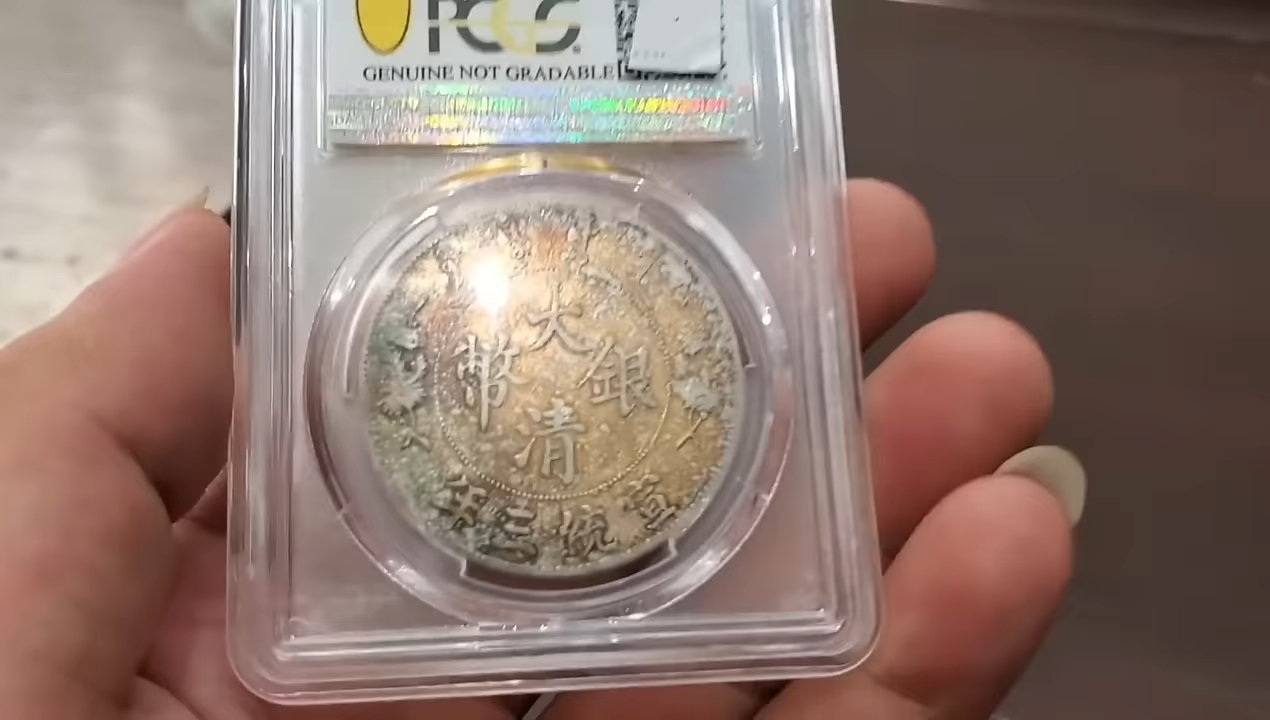 PCGS
GENUINE NOT GRADABLE
大
幣 銀
清
年三統宣